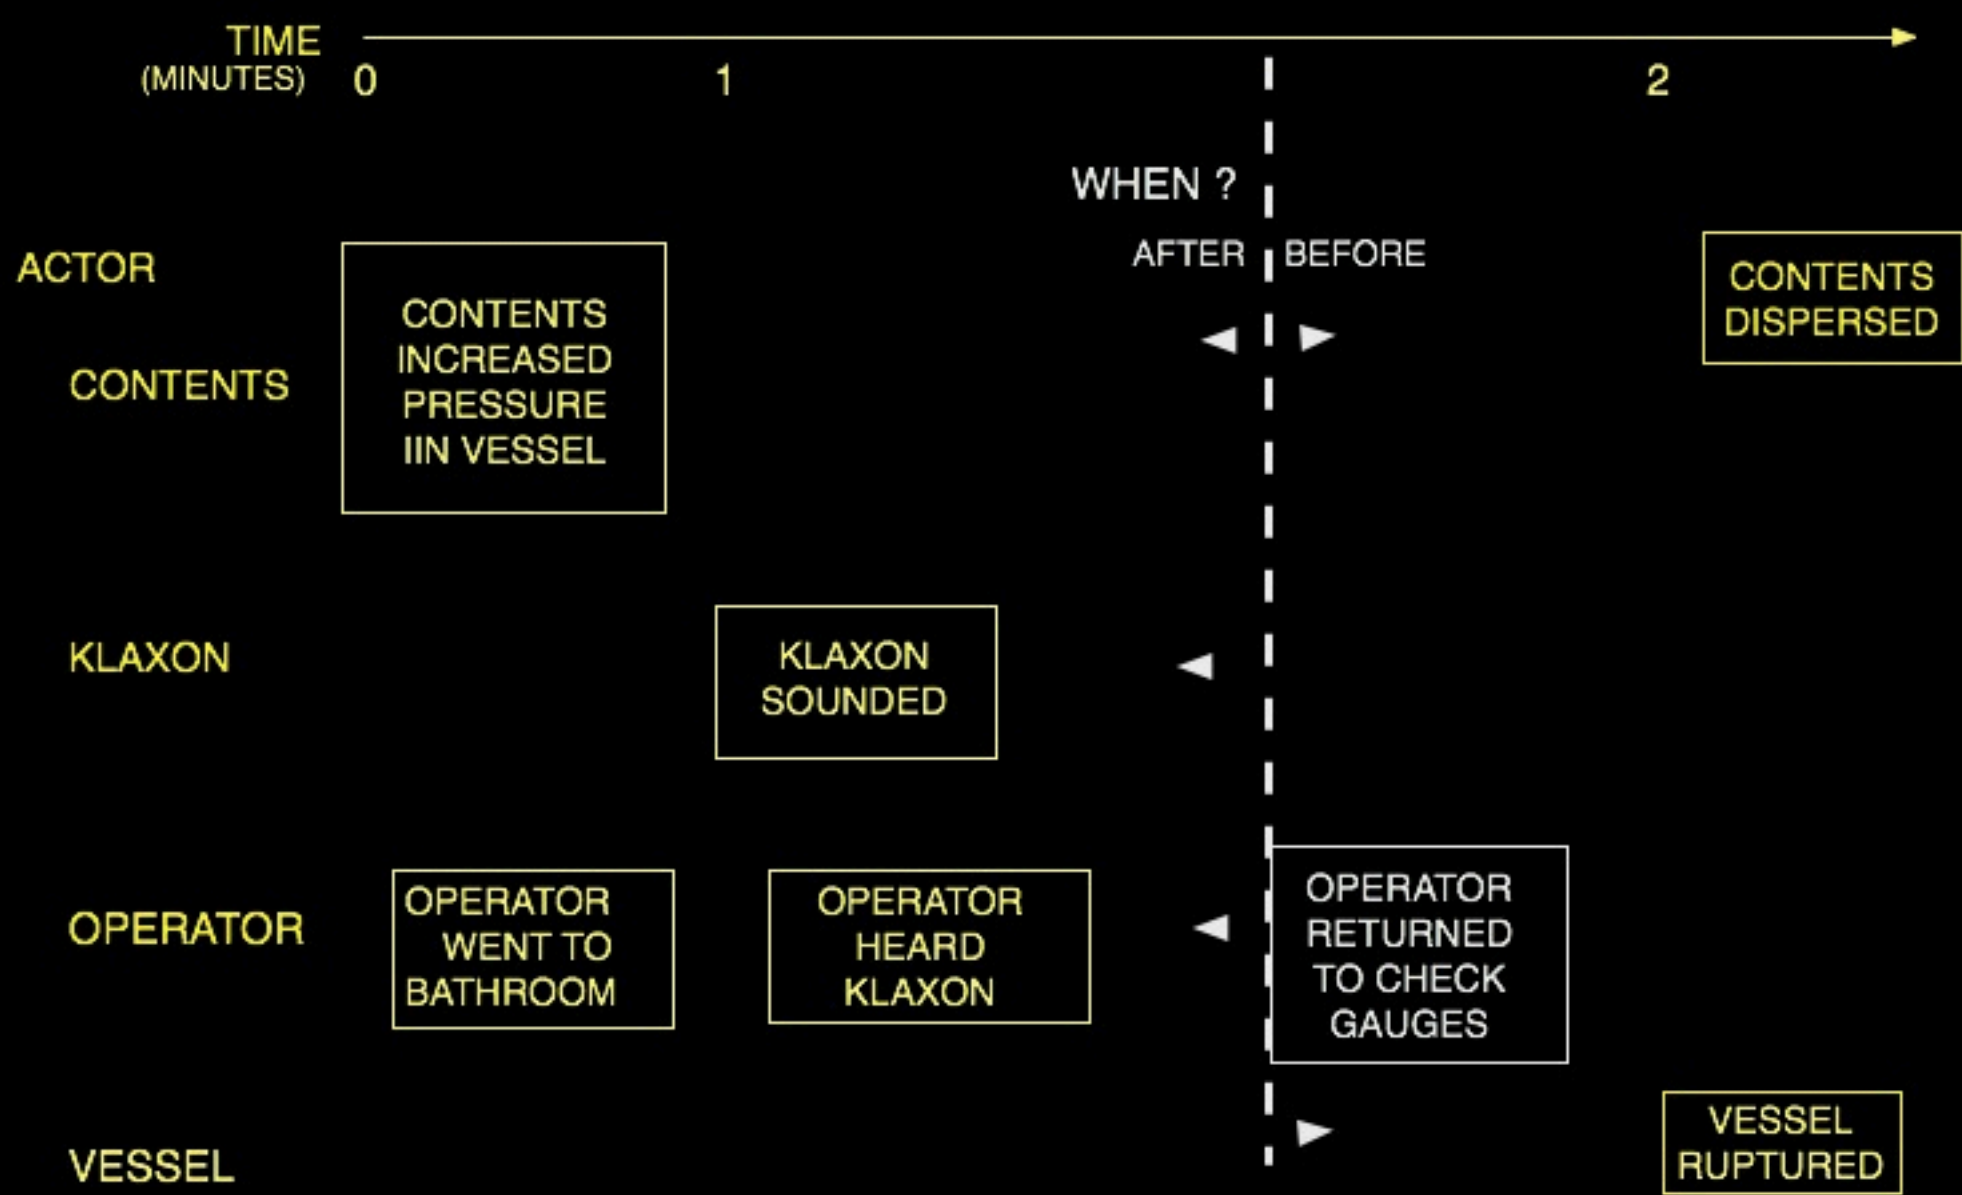 TIME
(MINUTES) 0 1 2
WHEN ?
AFTER BEFORE
ACTOR
CONTENTS
CONTENTS
INCREASED
PRESSURE
IIN VESSEL
CONTENTS
DISPERSED
KLAXON
KLAXON
SOUNDED
OPERATOR
OPERATOR
WENT TO
BATHROOM
OPERATOR
HEARD
KLAXON
OPERATOR
RETURNED
TO CHECK
GAUGES
VESSEL
VESSEL
RUPTURED